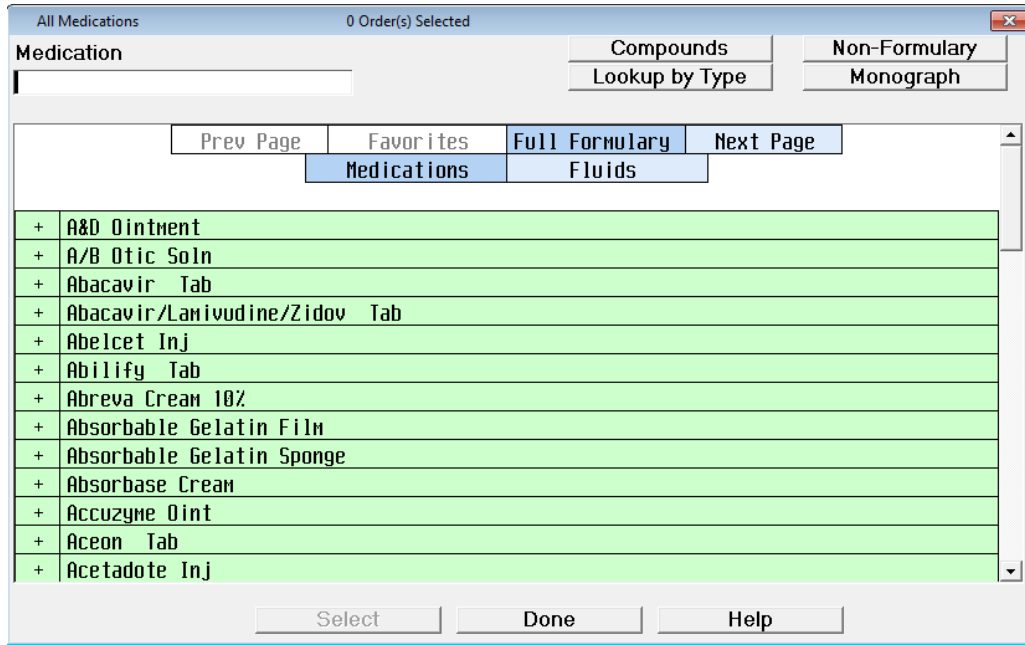 All Medications 0 Order(s) Selected
Medication
Compounds Non-Formulary
Lookup by Type Monograph
Prev Page Favorites Full Formulary Next Page
Medications Fluids
+ A&D Ointment
+ A/B Otic Soln
+ Abacavir Tab
+ Abacavir/Lamivudine/Zidov Tab
+ Abelcet Inj
+ Abilify Tab
+ Abreva Cream 10%
+ Absorbable Gelatin Film
+ Absorbable Gelatin Sponge
+ Absorbase Cream
+ Accuzyme Oint
+ Aceon Tab
+ Acetadote Inj
Select Done Help